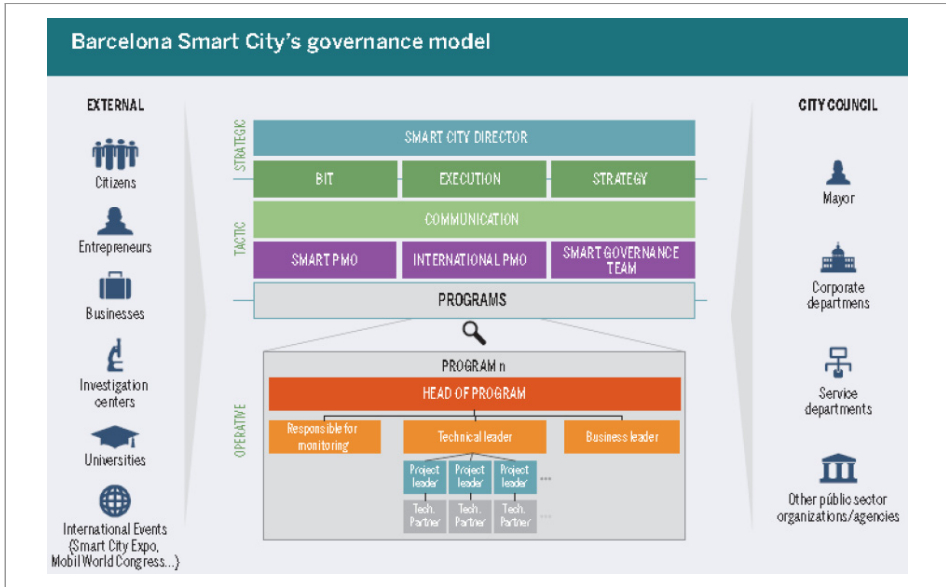 Barcelona Smart City's governance model
EXTERNAL
Citizens
Entrepreneurs
Businesses
Investigation
centers
Universities
International Events
{Smart City Expo,
Mobil World Congress...}
STRATEGIC
SMART CITY DIRECTOR
BIT
EXECUTION
STRATEGY
TACTIC
COMMUNICATION
SMART PMO
INTERNATIONAL PMO
SMART GOVERNANCE
TEAM
PROGRAMS
OPERATIVE
PROGRAM n
HEAD OF PROGRAM
Responsible for
monitoring
Technical leader
Business leader
Project
leader
Project
leader
Project
leader
...
Tech.
Partner
Tech.
Partner
Tech.
Partner
...
CITY COUNCIL
Mayor
Corporate
departmens
Service
departments
Other públic sector
organizations/agencies